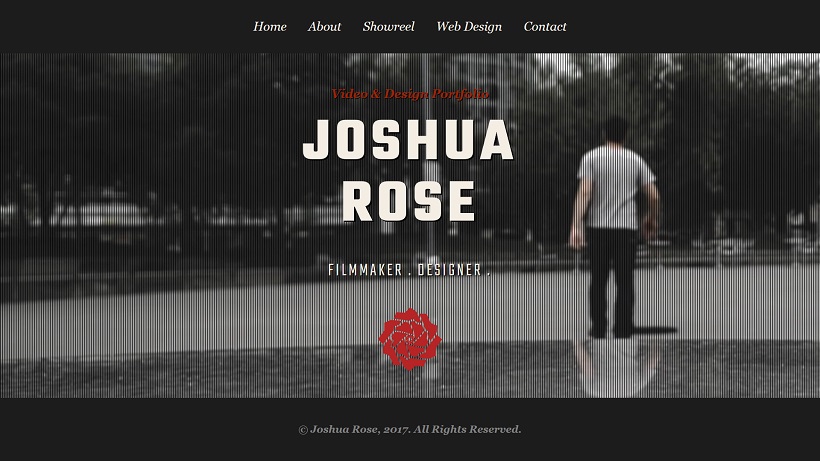 Home About Showreel Web Design Contact
Video & Design Portfolio
JOSHUA
ROSE
FILMMAKER . DESIGNER .
© Joshua Rose, 2017. All Rights Reserved.